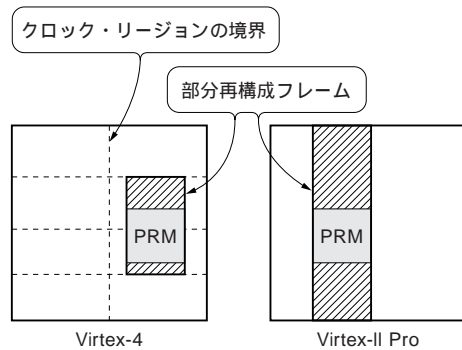 クロック・リージョンの境界
部分再構成フレーム
PRM
PRM
Virtex-4
Virtex-II Pro